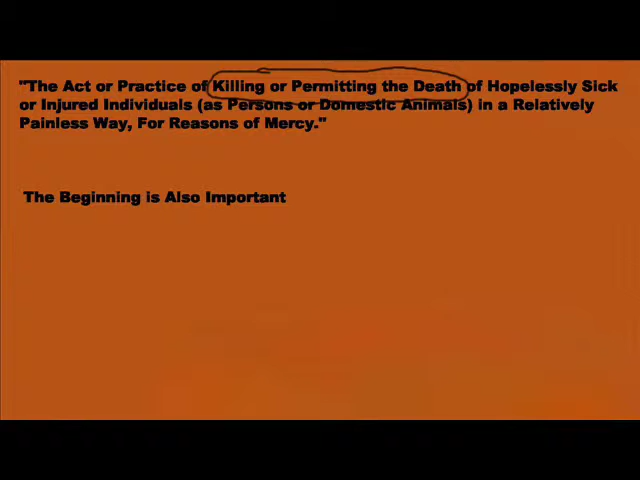 "The Act or Practice of Killing or Permitting the Death of Hopelessly Sick
or Injured Individuals (as Persons or Domestic Animals) in a Relatively
Painless Way, For Reasons of Mercy."
The Beginning is Also Important